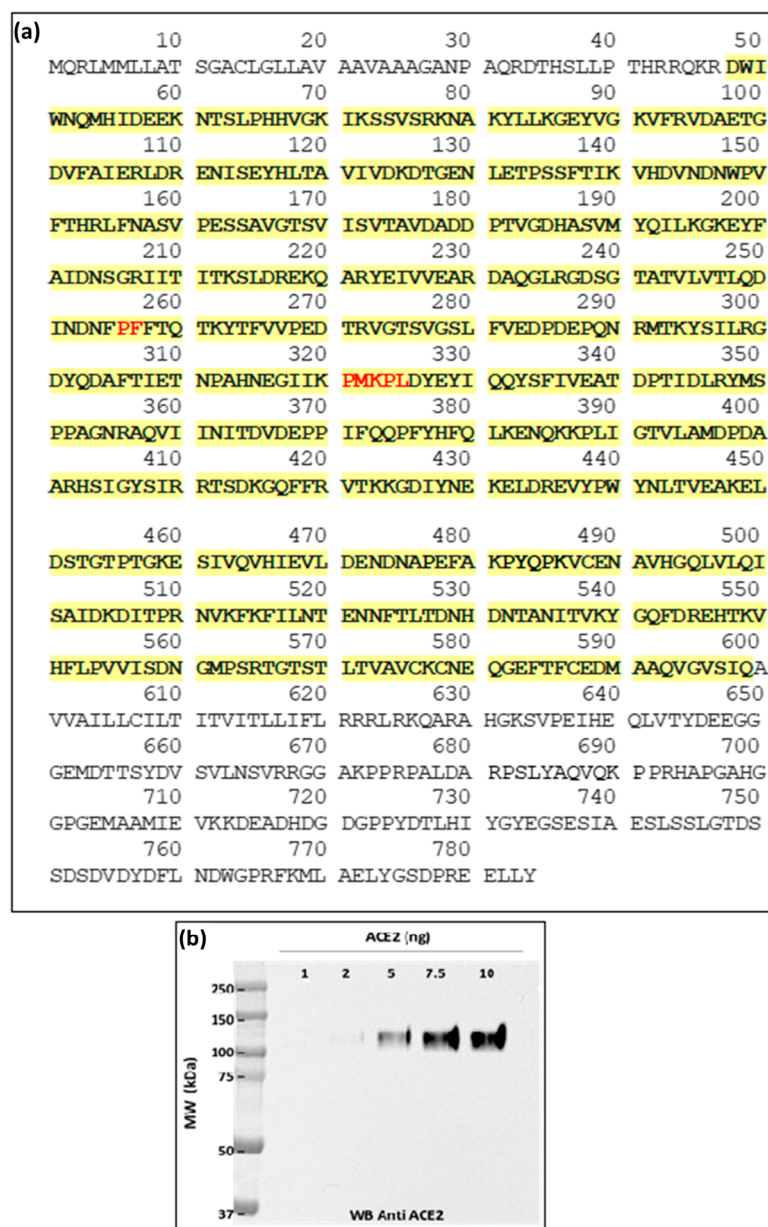 (a)
10 20 30 40 50
MQRLMMLLAT SGACLGLLAV AAVAAAGANP AQRDTHSLLP THRRQKRDWI
60 70 80 90 100
WNQMHIDEEK NTSLPHHVGK IKSSVSRKNA KYLLKGEYVG KVFRVDAETG
110 120 130 140 150
DVFAIERLDR ENISEYHLTA VIVDKDTGEN LETPSSFTIK VHDVNDNWPV
160 170 180 190 200
FTHRLFNASV PESSAVGTSV ISVTAVDADD PTVGDHASVM YQILKGKEYF
210 220 230 240 250
AIDNSGRIIT ITKSLDREKQ ARYEIVVEAR DAQGLRGDSG TATVLVTLQD
260 270 280 290 300
INDNFPFFTQ TKYTFVVPED TRVGTSVGSL FVEDPDEPQN RMTKYSILRG
310 320 330 340 350
DYQDAFTIET NPAHNEGIIK PMKPLDYEYI QQYSFIVEAT DPTIDLRYMS
360 370 380 390 400
PPAGNRAQVI INITDVDEPP IFQQPFYHFQ LKENQKKPLI GTVLAMDPDA
410 420 430 440 450
ARHSIGYSIR RTSDKGQFFR VTKKGDIYNE KELDREVYPW YNLTVEAKEL
460 470 480 490 500
DSTGTPTGKE SIVQVHIEVL DENDNAPEFA KPYQPKVCEN AVHGQLVLQI
510 520 530 540 550
SAIDKDITPR NVKFKFILNT ENNFTLTDNH DNTANITVKY GQFDREHTKV
560 570 580 590 600
HFLPVVISDN GMPSRTGTST LTVAVCKCNE QGEFTFCEDM AAQVGVSIQA
610 620 630 640 650
VVAILLCILT ITVITLLIFL RRRLRKQARA HGKSVPEIHE QLVTYDEEGG
660 670 680 690 700
GEMDTTSYDV SVLNSVRRGG AKPPRPALDA RPSLYAQVQK PPRHAPGAHG
710 720 730 740 750
GPGEMAAMIE VKKDEADHDG DGPPYDTLHI YGYEGSESIA ESLSSLGTDS
760 770 780
SDSDVDYDFL NDWGPRFKML AELYGSDPRE ELLY
(b)
ACE2 (ng)
1 2 5 7.5 10
250
150
100
75
50
37
MW (kDa)
WB Anti ACE2